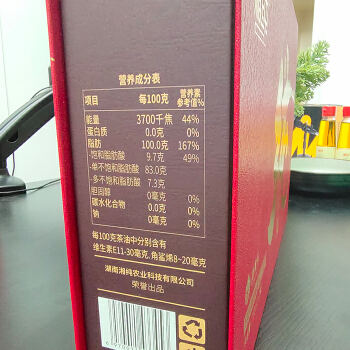 营养成分表
项目 每100克 营养素参考值%
能量 3700千焦 44%
蛋白质 0.0克 0%
脂肪 100.0克 167%
-饱和脂肪酸 9.7克 49%
-单不饱和脂肪酸 83.0克
-多不饱和脂肪酸 7.3克
胆固醇 0毫克 0%
碳水化合物 0.0克 0%
钠 0毫克 0%
每100克茶油中分别含有
维生素E11-30毫克,角鲨烯8-20毫克
湖南湘纯农业科技有限公司
荣誉出品